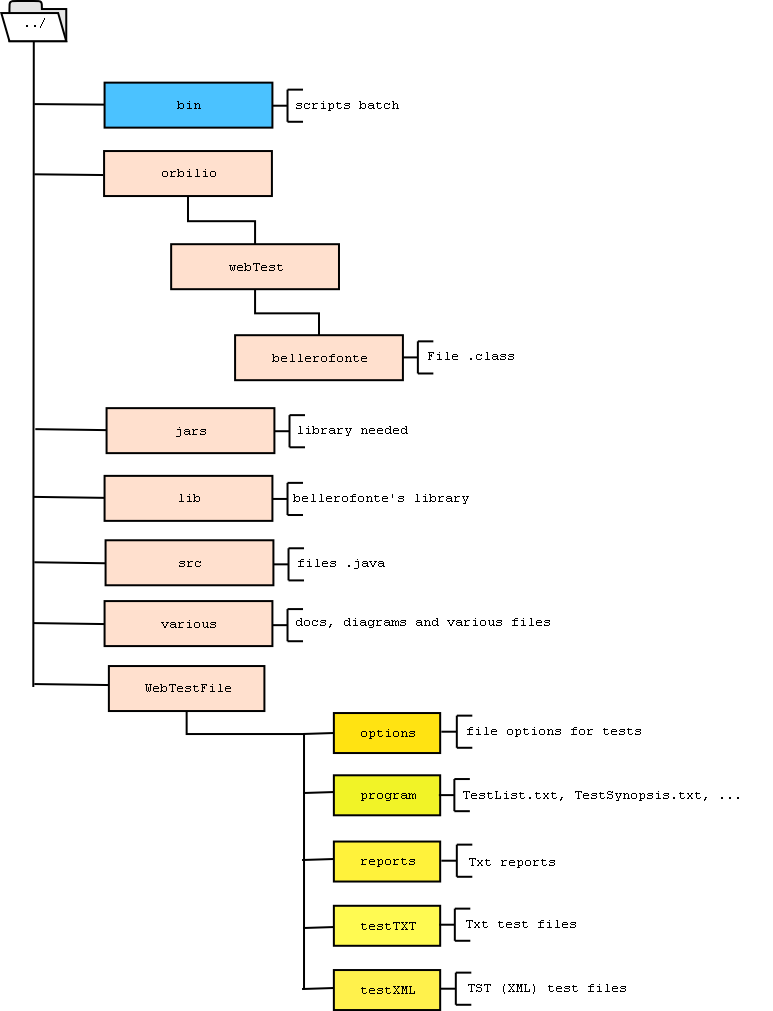 ../
bin
scripts batch
orbilio
webTest
bellerofonte
File .class
jars
library needed
lib
bellerofonte's library
src
files .java
various
docs, diagrams and various files
WebTestFile
options
file options for tests
program
TestList.txt, TestSynopsis.txt, ...
reports
Txt reports
testTXT
Txt test files
testXML
TST (XML) test files